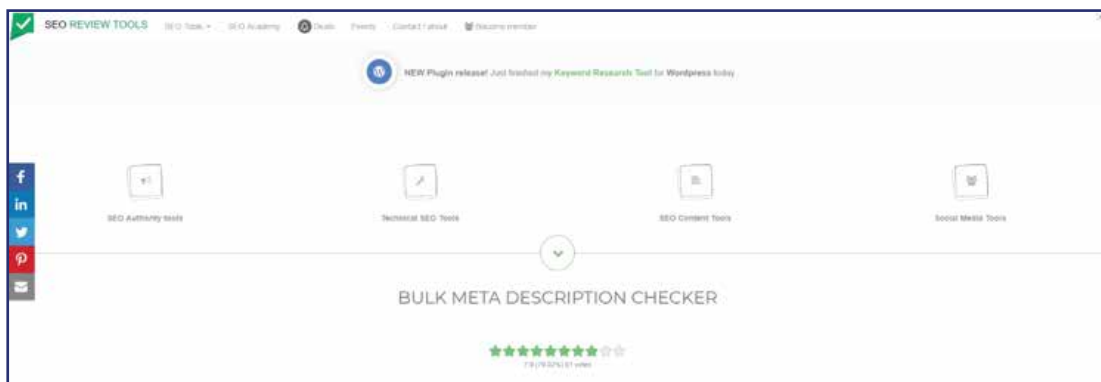 SEO REVIEW TOOLS SEO Tools SEO Academy Deals Events Contact / about Become member
NEW Plugin release! Just finished my Keyword Research Tool for Wordpress today
f
in
SEO Authority tools Technical SEO Tools SEO Content Tools Social Media Tools
BULK META DESCRIPTION CHECKER
votes